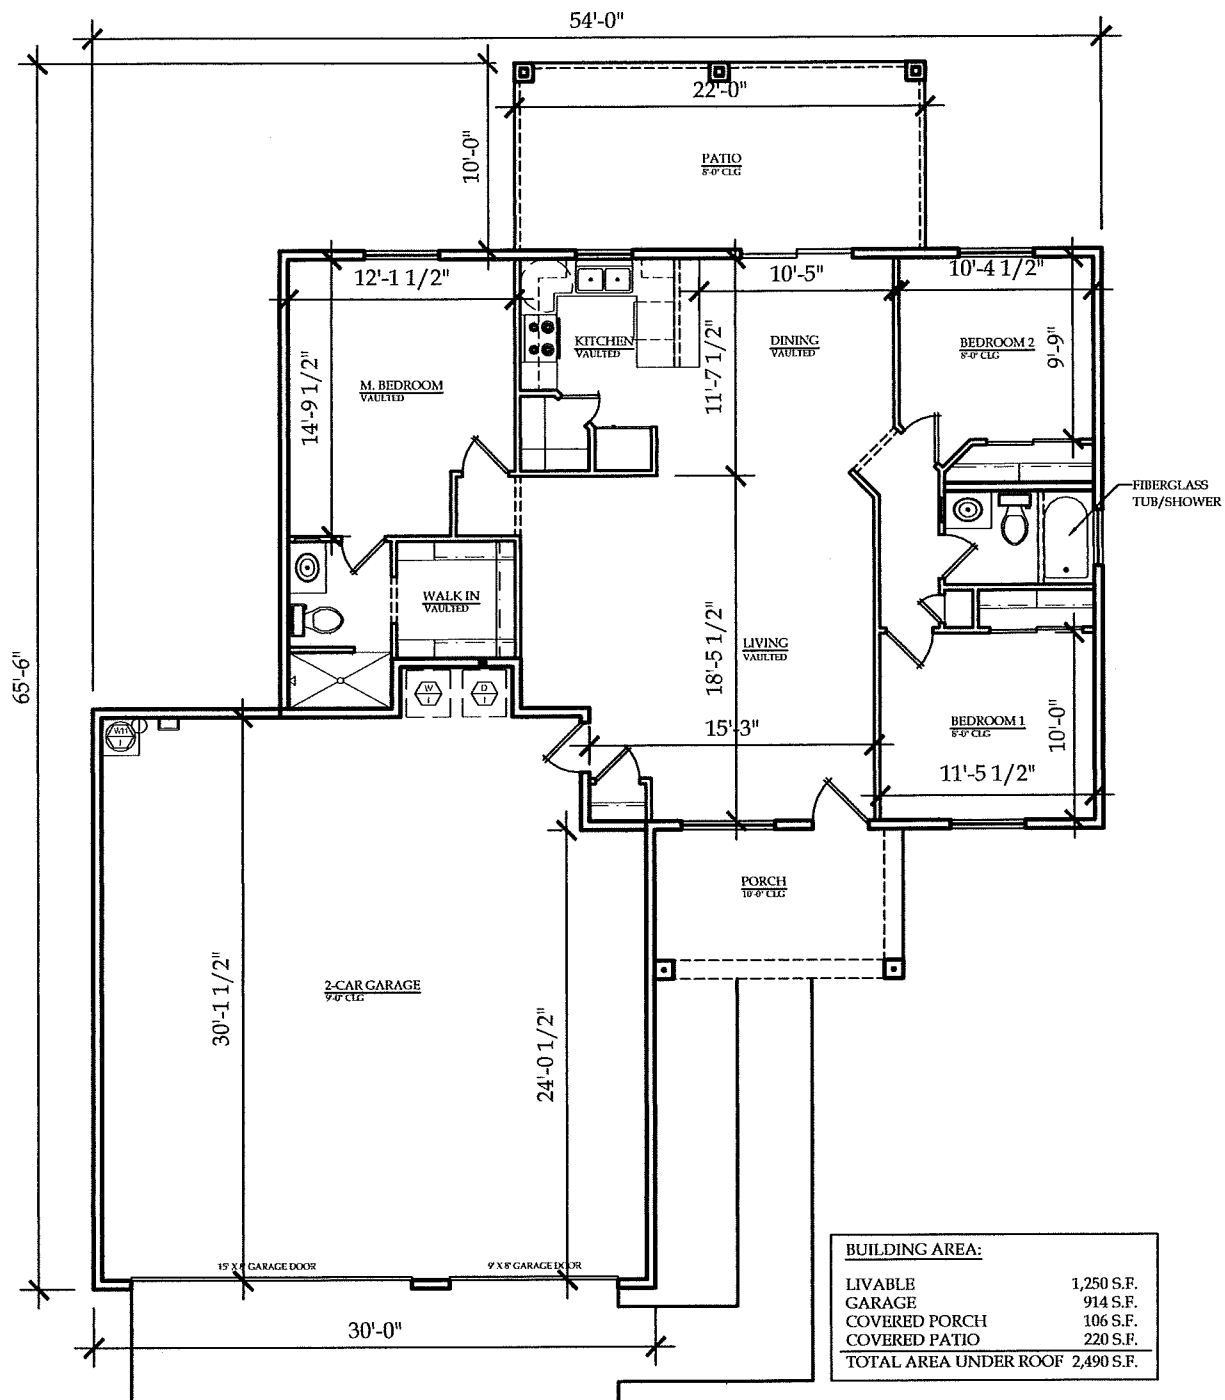 54'-0"
22'-0"
10'-0"
PATIO
8'-0" CLG
12'-1 1/2"
10'-5"
10'-4 1/2"
KITCHEN
VAULTED
DINING
VAULTED
BEDROOM 2
8'-0" CLG
9'-9"
11'-7 1/2"
M. BEDROOM
VAULTED
14'-9 1/2"
FIBERGLASS
TUB/SHOWER
WALK IN
VAULTED
LIVING
VAULTED
18'-5 1/2"
65'-6"
W
D
15'-3"
BEDROOM 1
8'-0" CLG
10'-0"
11'-5 1/2"
PORCH
10'-0" CLG
2-CAR GARAGE
9'-0" CLG
30'-1 1/2"
24'-0 1/2"
GARAGE DOOR
9' X 8' GARAGE DOOR
30'-0"
BUILDING AREA:
LIVABLE 1,250 S.F.
GARAGE 914 S.F.
COVERED PORCH 106 S.F.
COVERED PATIO 220 S.F.
TOTAL AREA UNDER ROOF 2,490 S.F.